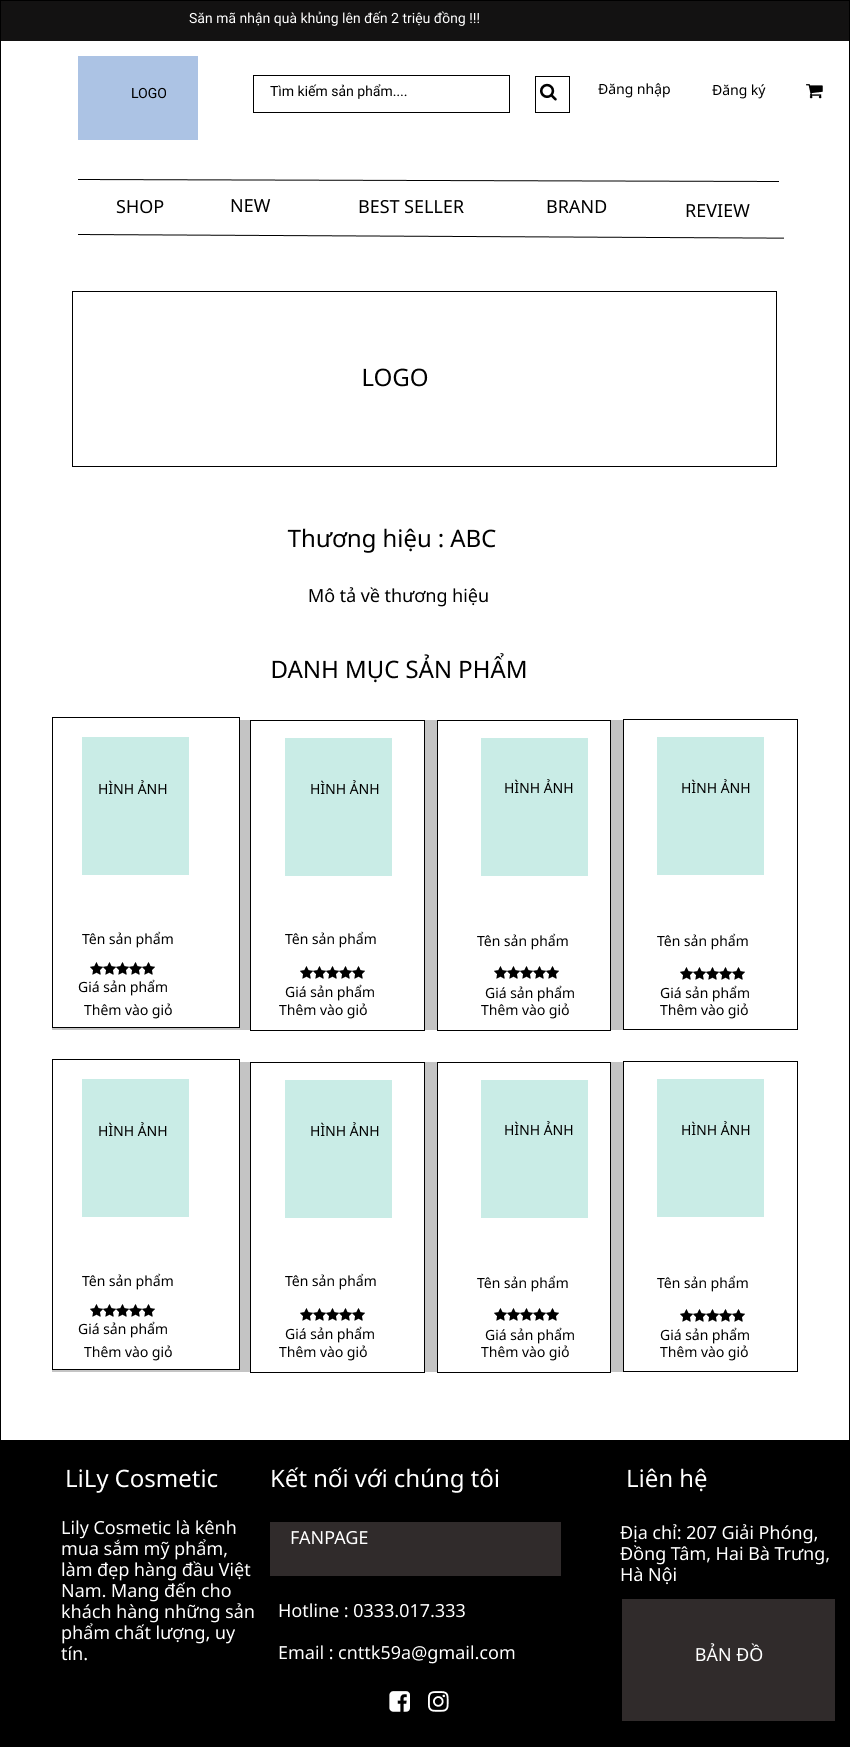 Săn mã nhận quà khủng lên đến 2 triệu đồng !!!
LOGO
Tìm kiếm sản phẩm....
Đăng nhập
Đăng ký
SHOP
NEW
BEST SELLER
BRAND
REVIEW
LOGO
Thương hiệu : ABC
Mô tả về thương hiệu
DANH MỤC SẢN PHẨM
HÌNH ẢNH
Tên sản phẩm
Giá sản phẩm
Thêm vào giỏ
HÌNH ẢNH
Tên sản phẩm
Giá sản phẩm
Thêm vào giỏ
HÌNH ẢNH
Tên sản phẩm
Giá sản phẩm
Thêm vào giỏ
HÌNH ẢNH
Tên sản phẩm
Giá sản phẩm
Thêm vào giỏ
HÌNH ẢNH
Tên sản phẩm
Giá sản phẩm
Thêm vào giỏ
HÌNH ẢNH
Tên sản phẩm
Giá sản phẩm
Thêm vào giỏ
HÌNH ẢNH
Tên sản phẩm
Giá sản phẩm
Thêm vào giỏ
HÌNH ẢNH
Tên sản phẩm
Giá sản phẩm
Thêm vào giỏ
LiLy Cosmetic
Lily Cosmetic là kênh
mua sắm mỹ phẩm,
làm đẹp hàng đầu Việt
Nam. Mang đến cho
khách hàng những sản
phẩm chất lượng, uy
tín.
Kết nối với chúng tôi
FANPAGE
Hotline : 0333.017.333
Email : cnttk59a@gmail.com
Liên hệ
Địa chỉ: 207 Giải Phóng,
Đồng Tâm, Hai Bà Trưng,
Hà Nội
BẢN ĐỒ